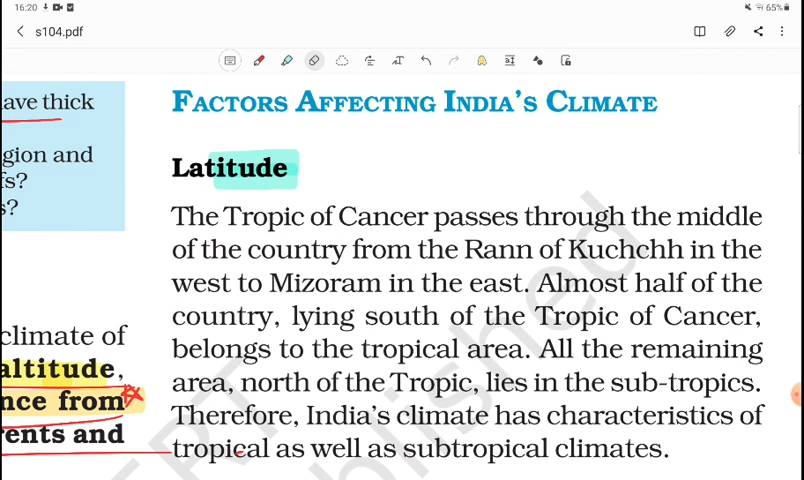 16:20
65%
s104.pdf
ave thick
gion and
fs?
s?
climate of
altitude,
nce from
rents and
FACTORS AFFECTING INDIA'S CLIMATE
Latitude
The Tropic of Cancer passes through the middle
of the country from the Rann of Kuchchh in the
west to Mizoram in the east. Almost half of the
country, lying south of the Tropic of Cancer,
belongs to the tropical area. All the remaining
area, north of the Tropic, lies in the sub-tropics.
Therefore, India's climate has characteristics of
tropical as well as subtropical climates.